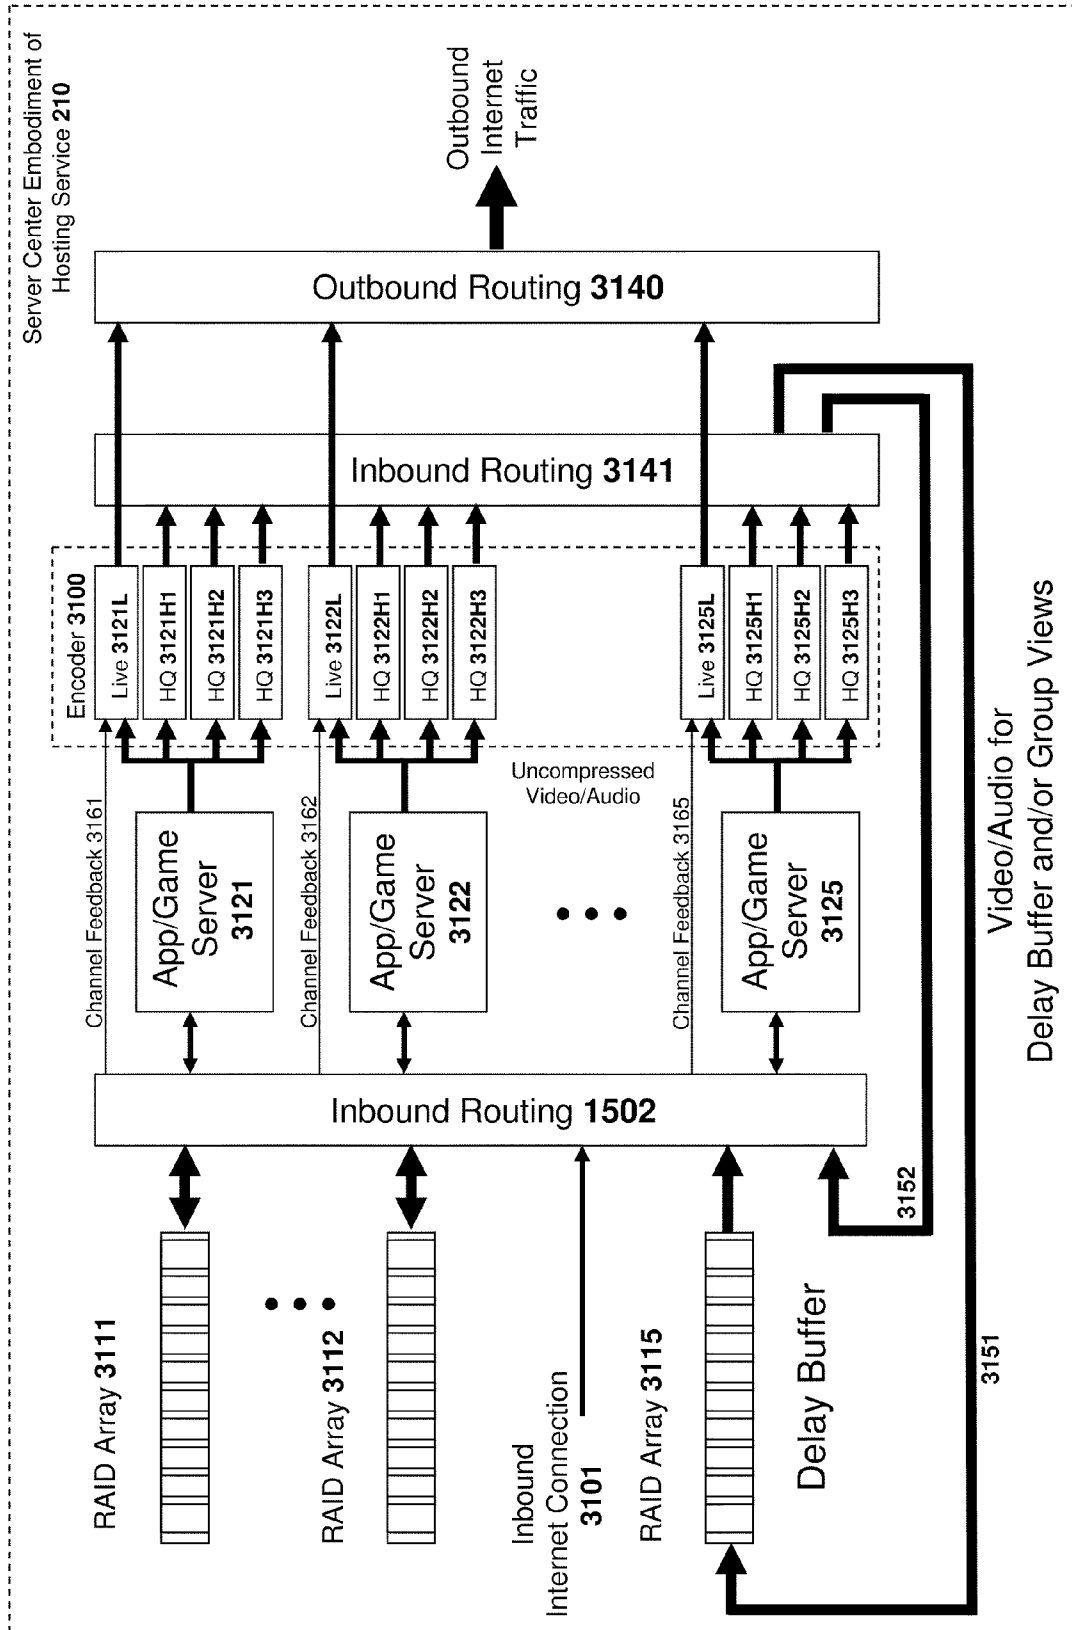 Server Center Embodiment of
Hosting Service 210
RAID Array 3111
RAID Array 3112
Inbound
Internet Connection
3101
RAID Array 3115
Delay Buffer
Inbound Routing 1502
Channel Feedback 3161
App/Game
Server
3121
Channel Feedback 3162
App/Game
Server
3122
Channel Feedback 3165
App/Game
Server
3125
Uncompressed
Video/Audio
Encoder 3100
Live 3121L
HQ 3121H1
HQ 3121H2
HQ 3121H3
Live 3122L
HQ 3122H1
HQ 3122H2
HQ 3122H3
Live 3125L
HQ 3125H1
HQ 3125H2
HQ 3125H3
Inbound Routing 3141
Outbound Routing 3140
Outbound
Internet
Traffic
3152
3151
Video/Audio for
Delay Buffer and/or Group Views